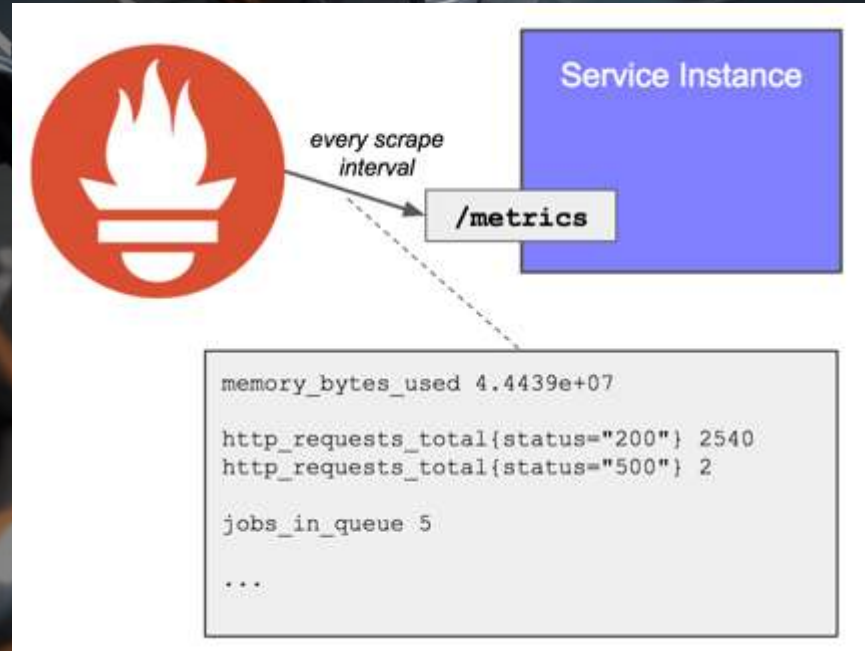 Service Instance
every scrape
interval
/metrics
memory_bytes_used 4.4439e+07
http_requests_total{status="200"} 2540
http_requests_total{status="500"} 2
jobs_in_queue 5
...